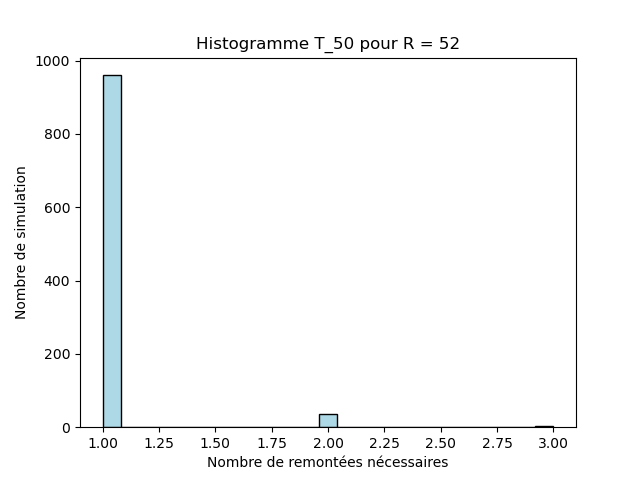 Histogramme T_50 pour R = 52
1000
800
600
400
200
0
Nombre de simulation
1.00 1.25 1.50 1.75 2.00 2.25 2.50 2.75 3.00
Nombre de remontées nécessaires